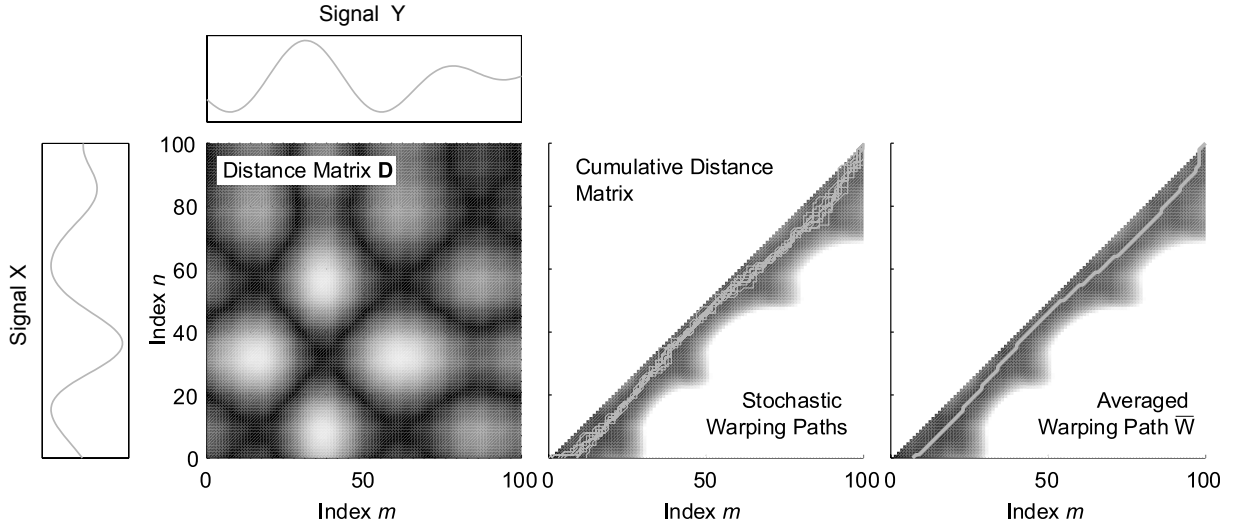 Signal Y
Signal X
Index n
100
80
60
40
20
0
Distance Matrix D
0
50
100
Index m
Cumulative Distance
Matrix
Stochastic
Warping Paths
0
50
100
Index m
Averaged
Warping Path W̅
0
50
100
Index m